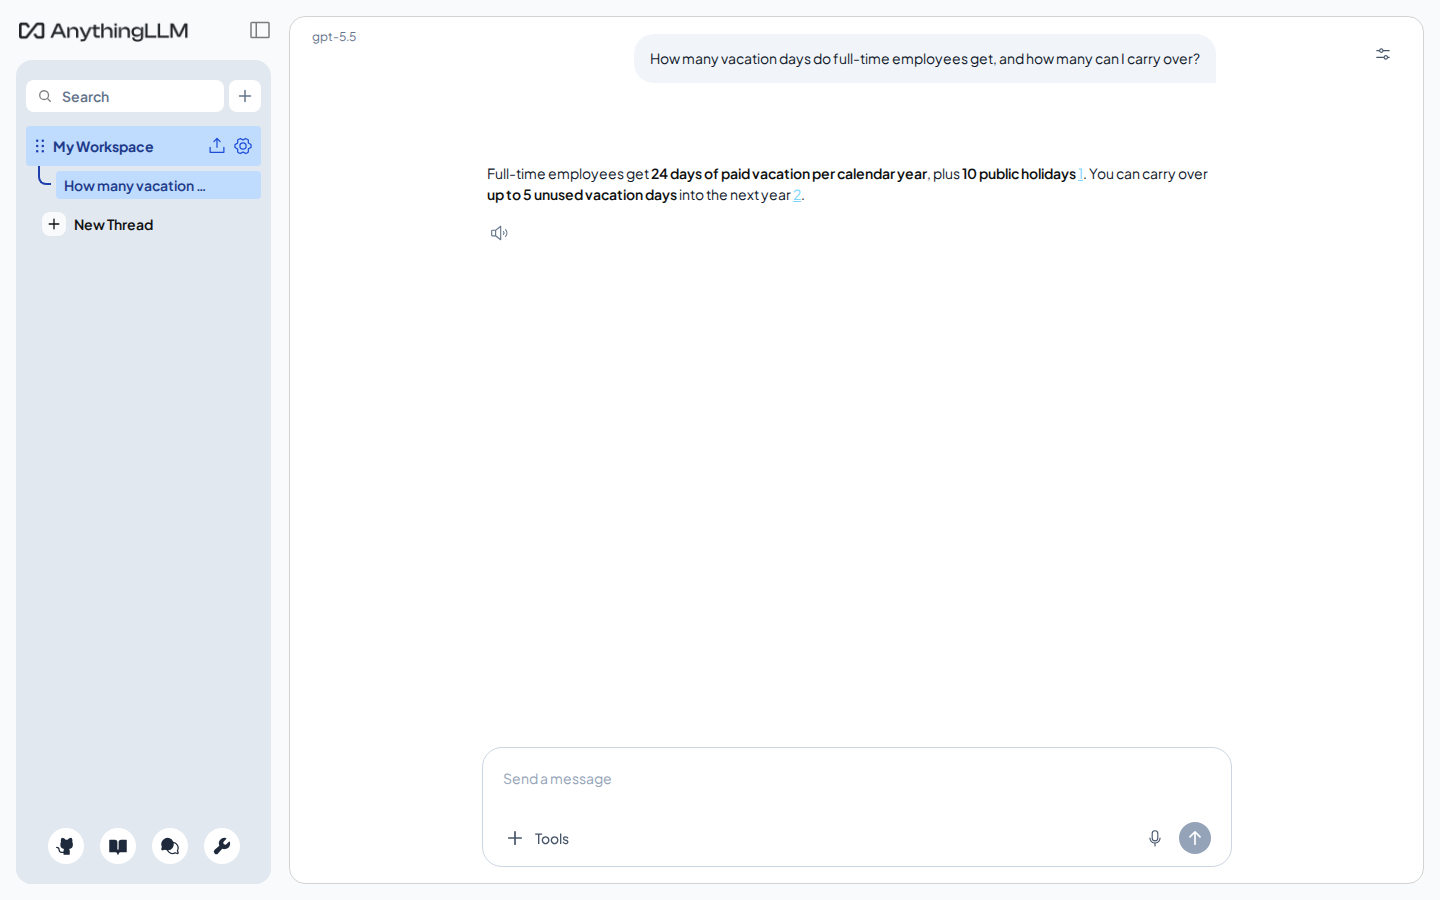 AnythingLLM
gpt-5.5
How many vacation days do full-time employees get, and how many can I carry over?
Search
My Workspace
How many vacation ...
New Thread
Full-time employees get 24 days of paid vacation per calendar year, plus 10 public holidays 1. You can carry over
up to 5 unused vacation days into the next year 2.
Send a message
Tools